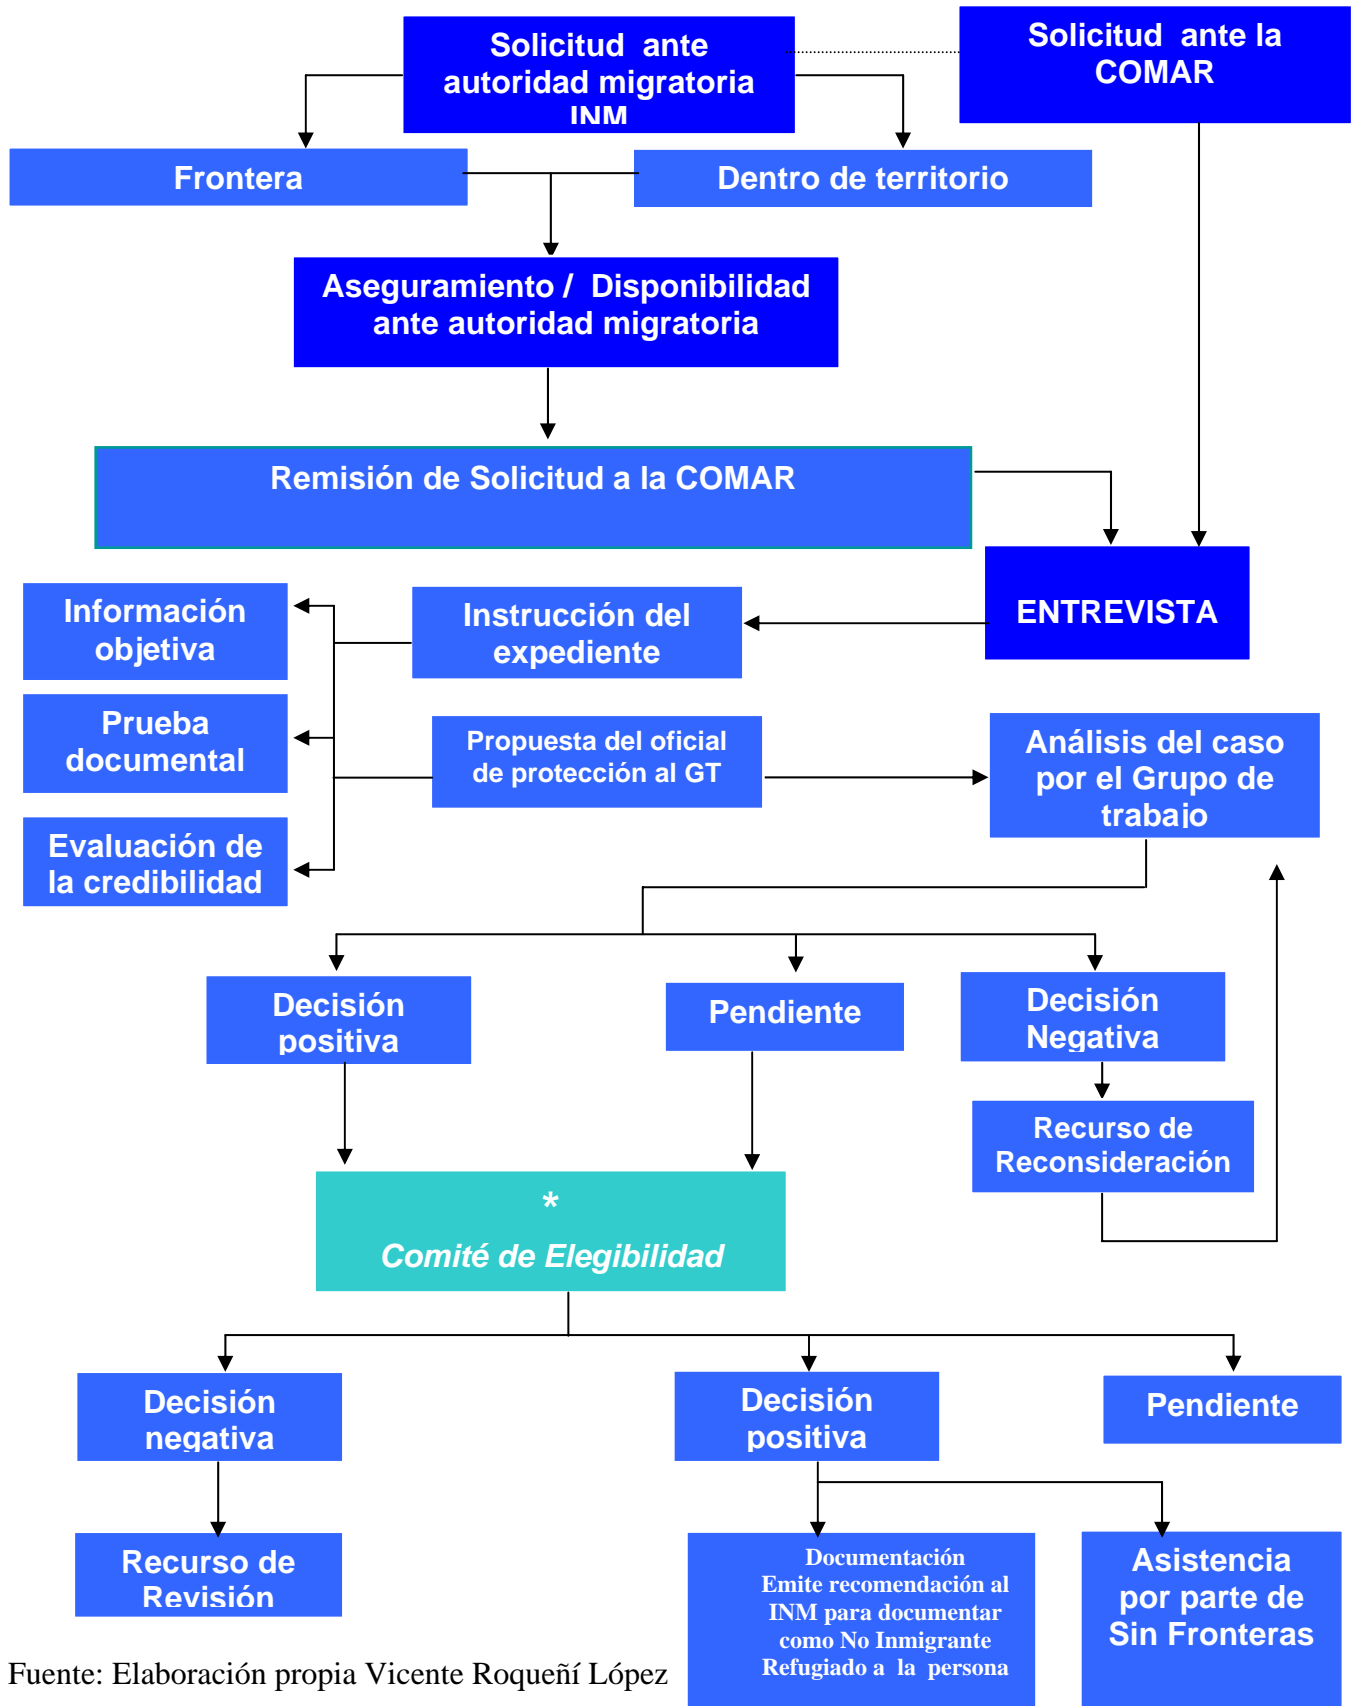 Solicitud ante
autoridad migratoria
INM
Solicitud ante la
COMAR
Frontera
Dentro de territorio
Aseguramiento / Disponibilidad
ante autoridad migratoria
Remisión de Solicitud a la COMAR
ENTREVISTA
Información
objetiva
Instrucción del
expediente
Prueba
documental
Propuesta del oficial
de protección al GT
Análisis del caso
por el Grupo de
trabajo
Evaluación de
la credibilidad
Decisión
positiva
Pendiente
Decisión
Negativa
Recurso de
Reconsideración
*
Comité de Elegibilidad
Decisión
negativa
Decisión
positiva
Pendiente
Recurso de
Revisión
Documentación
Emite recomendación al
INM para documentar
como No Inmigrante
Refugiado a la persona
Asistencia
por parte de
Sin Fronteras
Fuente: Elaboración propia Vicente Roqueñí López